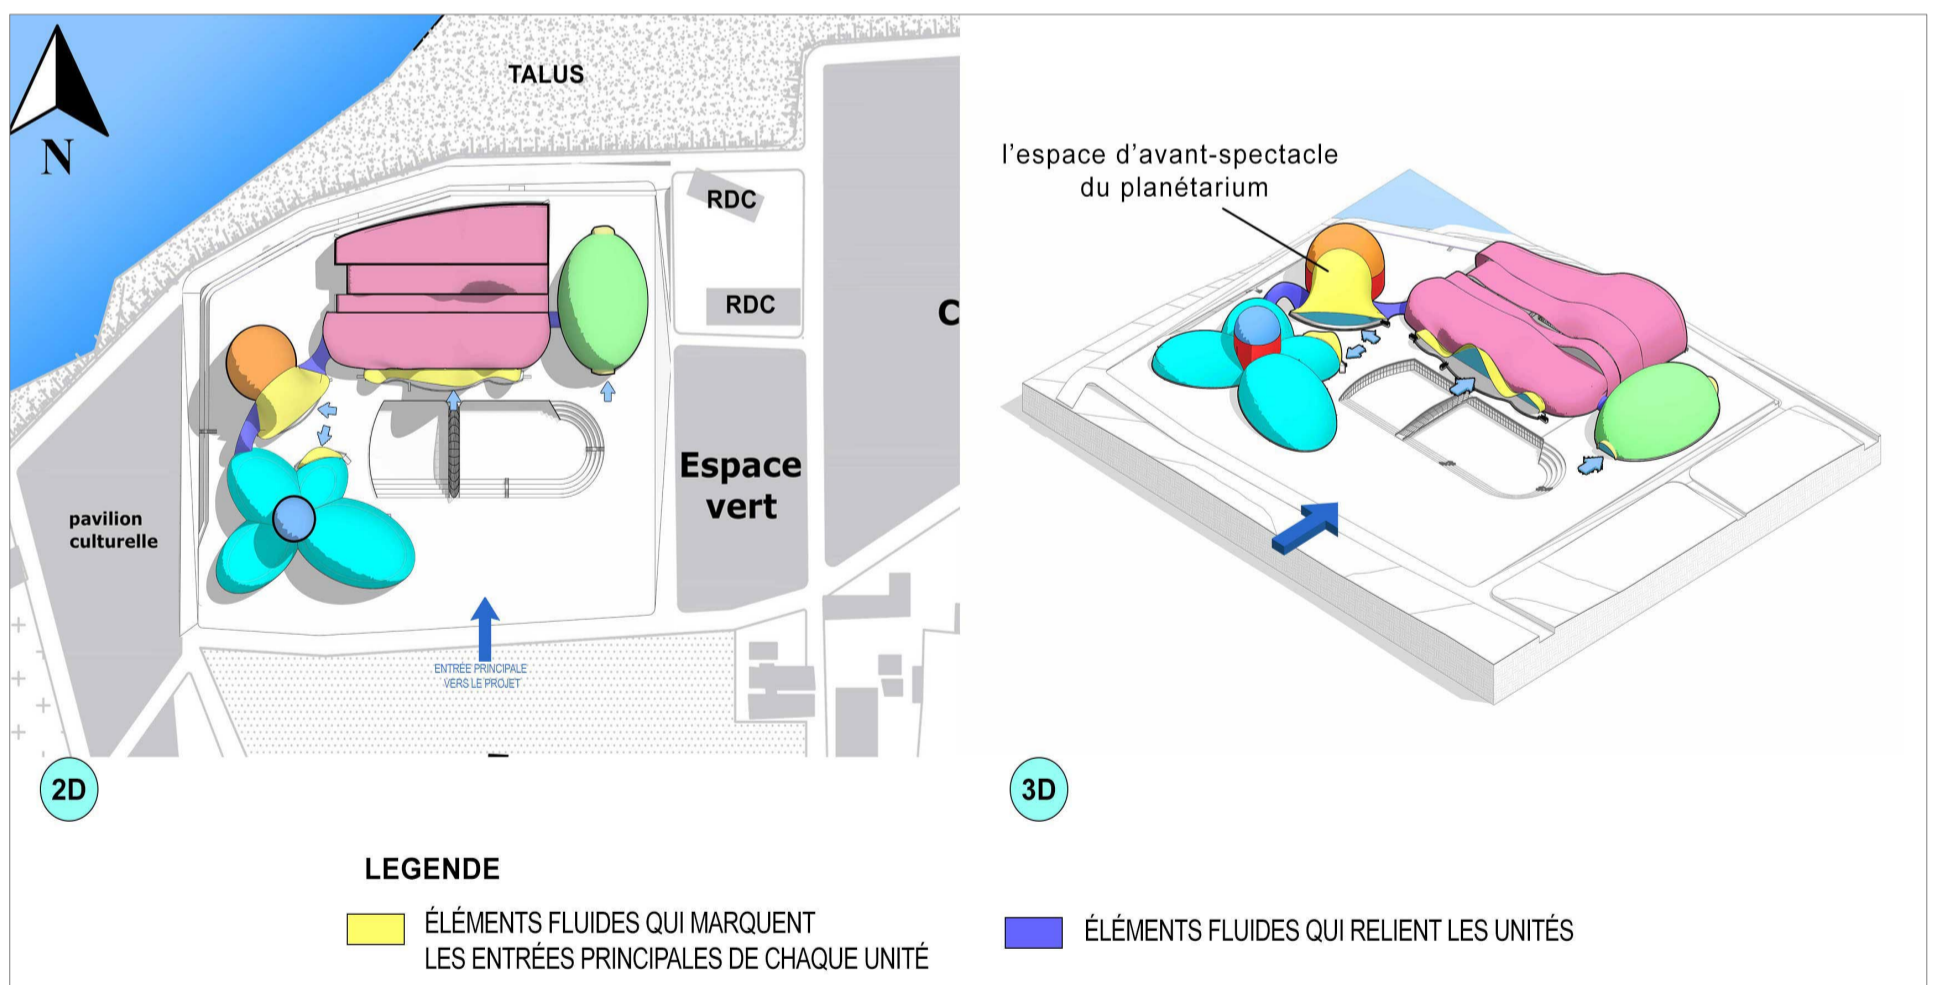 N
TALUS
RDC
RDC
C
Espace
vert
pavilion
culturelle
ENTRÉE PRINCIPALE
VERS LE PROJET
2D
l'espace d'avant-spectacle
du planétarium
3D
LEGENDE
ÉLÉMENTS FLUIDES QUI MARQUENT
LES ENTRÉES PRINCIPALES DE CHAQUE UNITÉ
ÉLÉMENTS FLUIDES QUI RELIENT LES UNITÉS